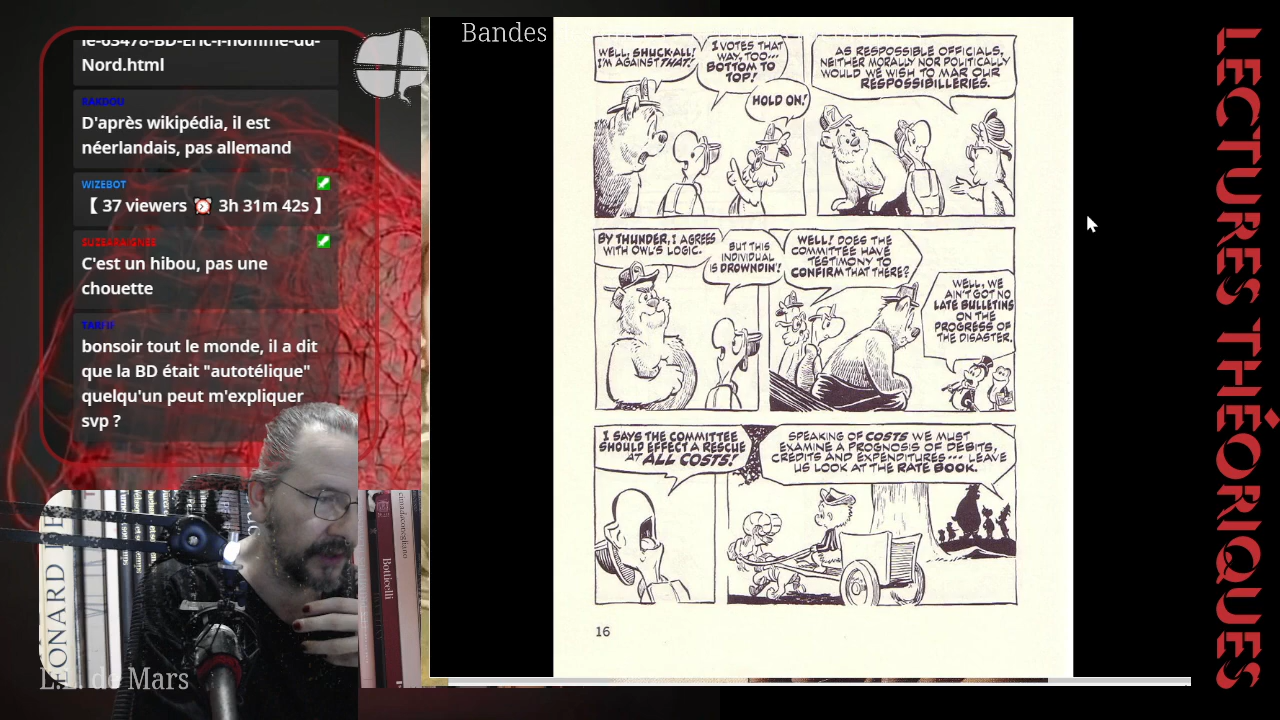 le-63478-BD-Eric-l-homme-du-
Nord.html
BAKDOU
D'après wikipédia, il est
néerlandais, pas allemand
WIZEBOT
【 37 viewers ⏰ 3h 31m 42s 】
SUZEARAIGNEE
C'est un hibou, pas une
chouette
bonsoir tout le monde, il a dit
que la BD était "autotélique"
quelqu'un peut m'expliquer
svp ?
Bandes
WELL, SHUCK-ALL!
I'M AGAINST THAT!
I VOTES THAT
WAY, TOO...
BOTTOM TO
TOP!
HOLD ON!
AS RESPOSSIBLE OFFICIALS,
NEITHER MORALLY NOR POLITICALLY
WOULD WE WISH TO MAR OUR
RESPOSSIBILLERIES.
BY THUNDER, I AGREES
WITH OWL'S LOGIC.
BUT THIS
INDIVIDUAL
IS DROWNDIN'!
WELL! DOES THE
COMMITTEE HAVE
TESTIMONY TO
CONFIRM THAT THERE?
WELL, WE
AIN'T GOT NO
LATE BULLETINS
ON THE
PROGRESS OF
THE DISASTER.
I SAYS THE COMMITTEE
SHOULD EFFECT A RESCUE
AT ALL COSTS!
SPEAKING OF COSTS WE MUST
EXAMINE A PROGNOSIS OF DEBITS,
CREDITS AND EXPENDITURES... LEAVE
US LOOK AT THE RATE BOOK.
16
LECTURES THÉORIQUES
Botticelli
cimadaconegliano
de Mars